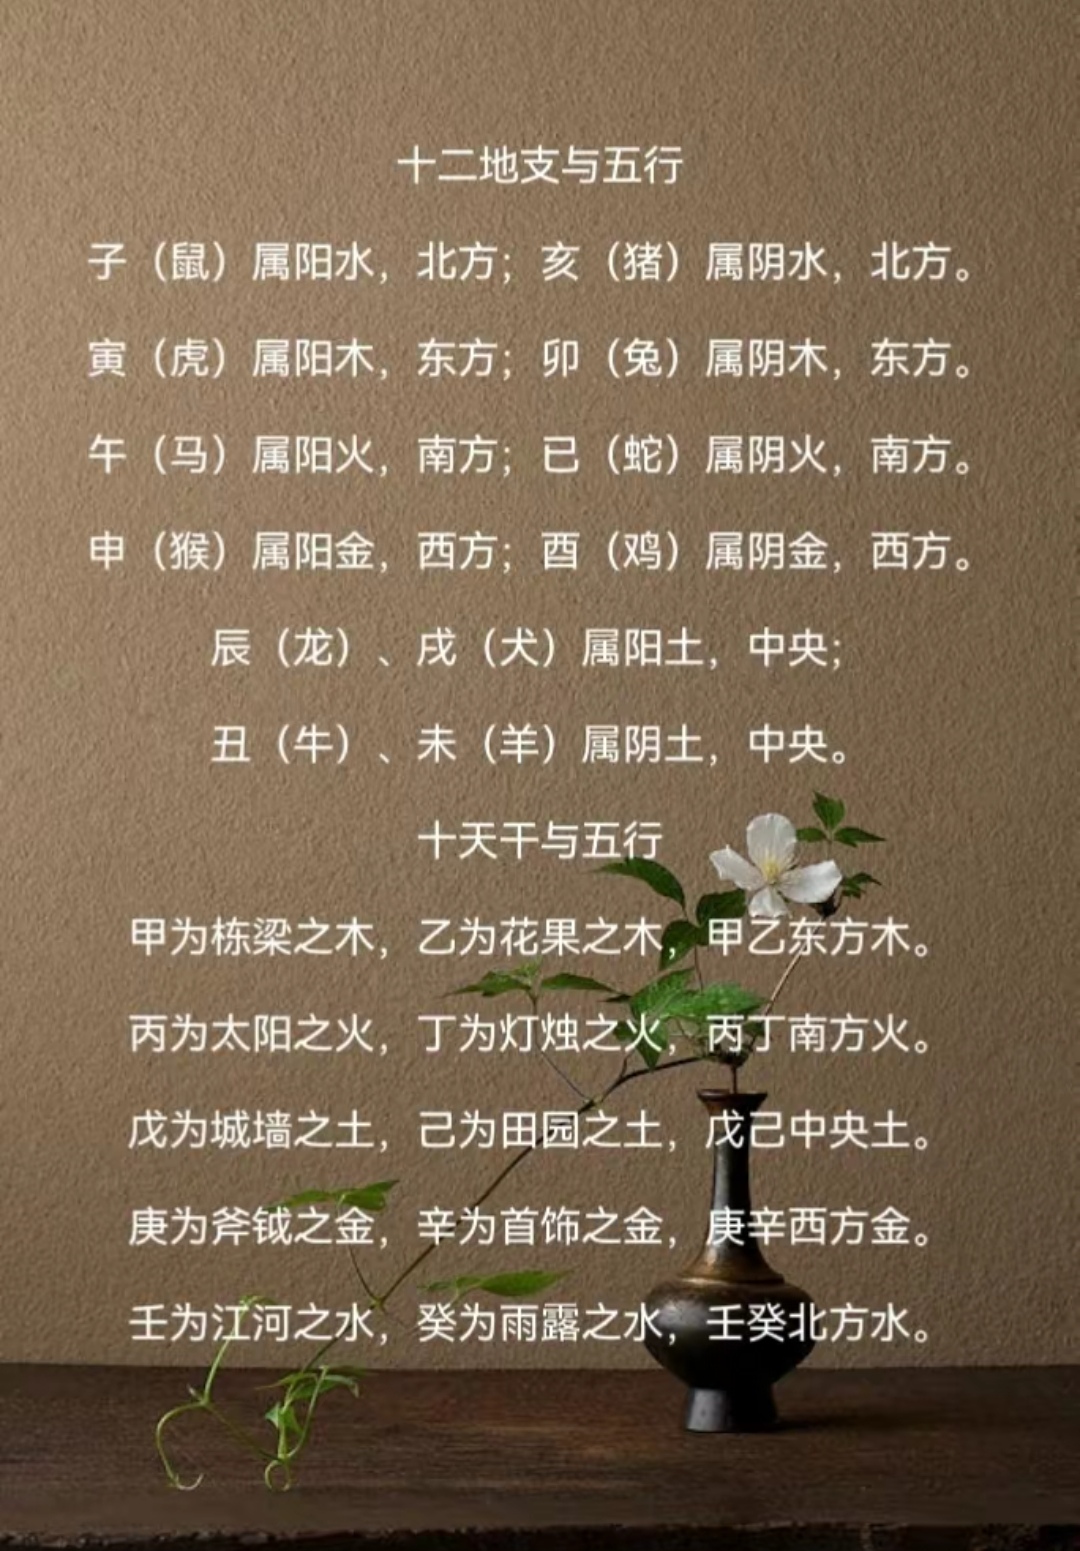 十二地支与五行
子（鼠）属阳水，北方；亥（猪）属阴水，北方。
寅（虎）属阳木，东方；卯（兔）属阴木，东方。
午（马）属阳火，南方；已（蛇）属阴火，南方。
申（猴）属阳金，西方；酉（鸡）属阴金，西方。
辰（龙）、戌（犬）属阳土，中央；
丑（牛）、未（羊）属阴土，中央。
十天干与五行
甲为栋梁之木，乙为花果之木，甲乙东方木。
丙为太阳之火，丁为灯烛之火，丙丁南方火。
戊为城墙之土，己为田园之土，戊己中央土。
庚为斧钺之金，辛为首饰之金，庚辛西方金。
壬为江河之水，癸为雨露之水，壬癸北方水。